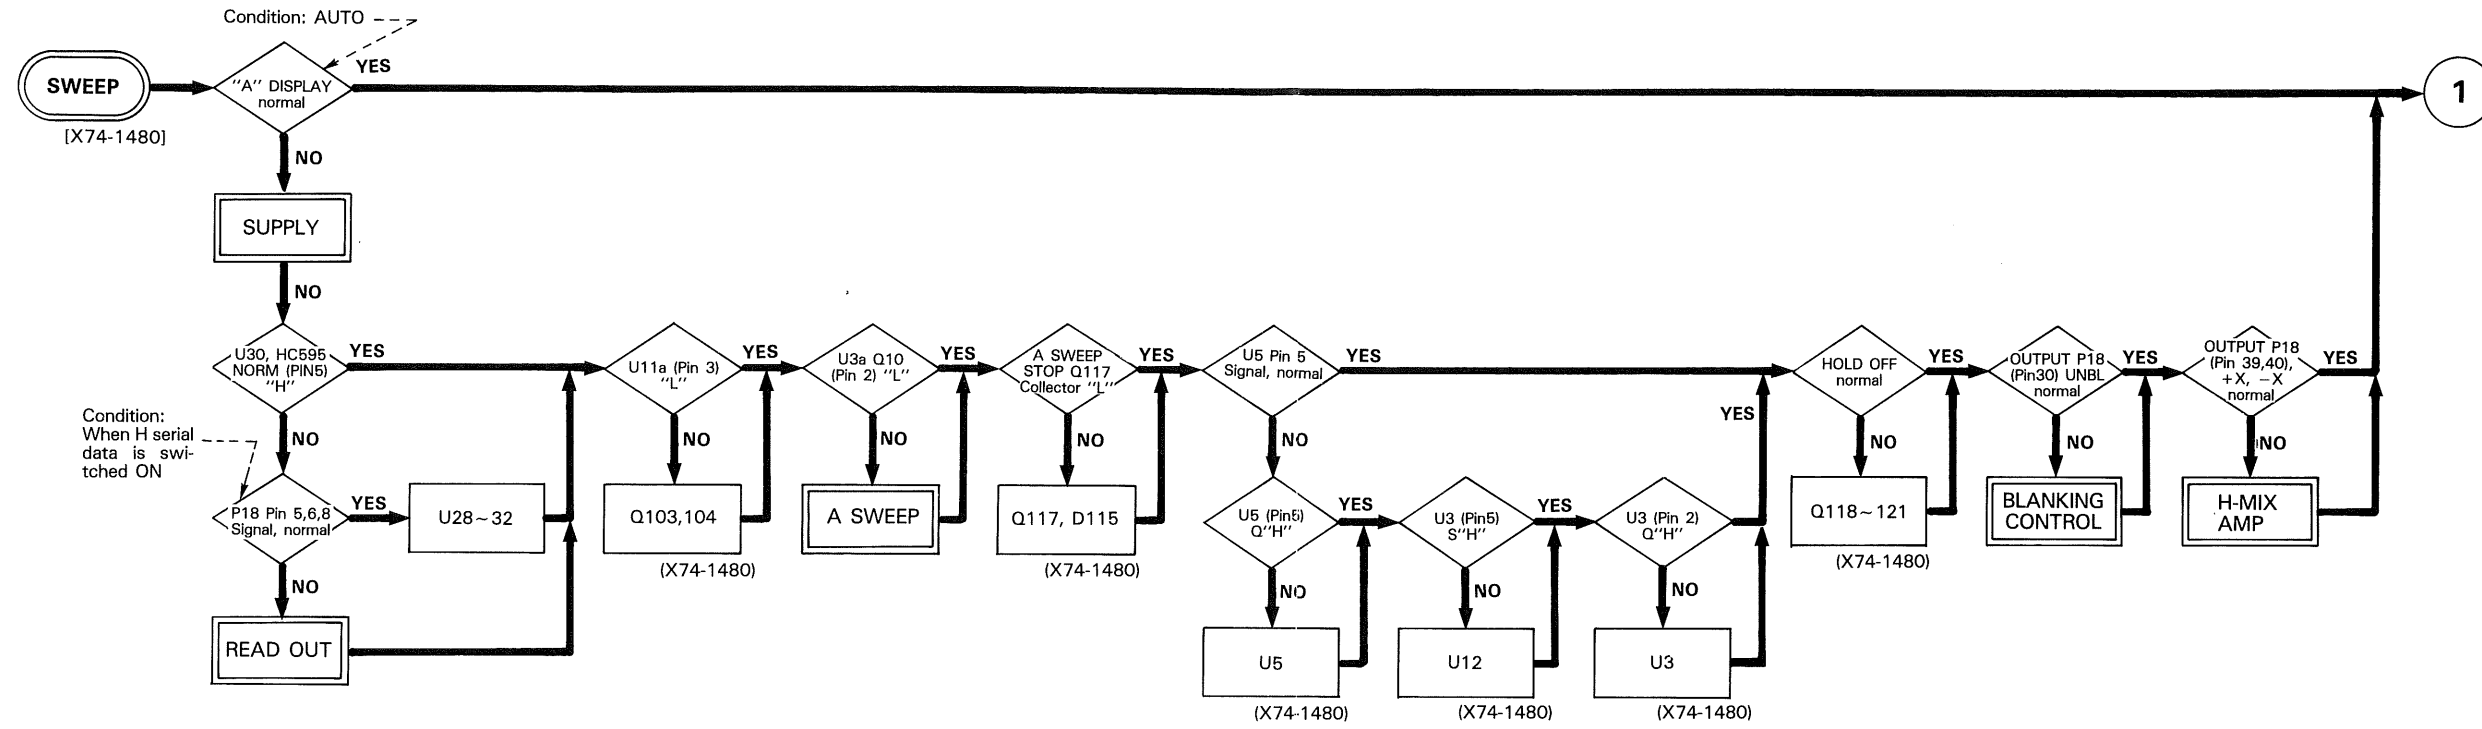 Condition: AUTO
SWEEP
[X74-1480]
"A" DISPLAY
normal
YES
1
NO
SUPPLY
NO
U30, HC595
NORM (PIN5)
"H"
YES
Condition:
When H serial
data is swi-
tched ON
NO
P18 Pin 5,6,8
Signal, normal
YES
U28~32
NO
READ OUT
U11a (Pin 3)
"L"
YES
NO
Q103,104
(X74-1480)
U3a Q10
(Pin 2) "L"
YES
NO
A SWEEP
A SWEEP
STOP Q117
Collector "L"
YES
NO
Q117, D115
(X74-1480)
U5 Pin 5
Signal, normal
YES
NO
U5 (Pin5)
Q"H"
YES
NO
U5
(X74-1480)
U3 (Pin5)
S"H"
YES
NO
U12
(X74-1480)
U3 (Pin 2)
Q"H"
YES
NO
U3
(X74-1480)
HOLD OFF
normal
YES
NO
Q118~121
(X74-1480)
OUTPUT P18
(Pin30) UNBL
normal
YES
NO
BLANKING
CONTROL
OUTPUT P18
(Pin 39,40),
+X, −X
normal
YES
NO
H-MIX
AMP